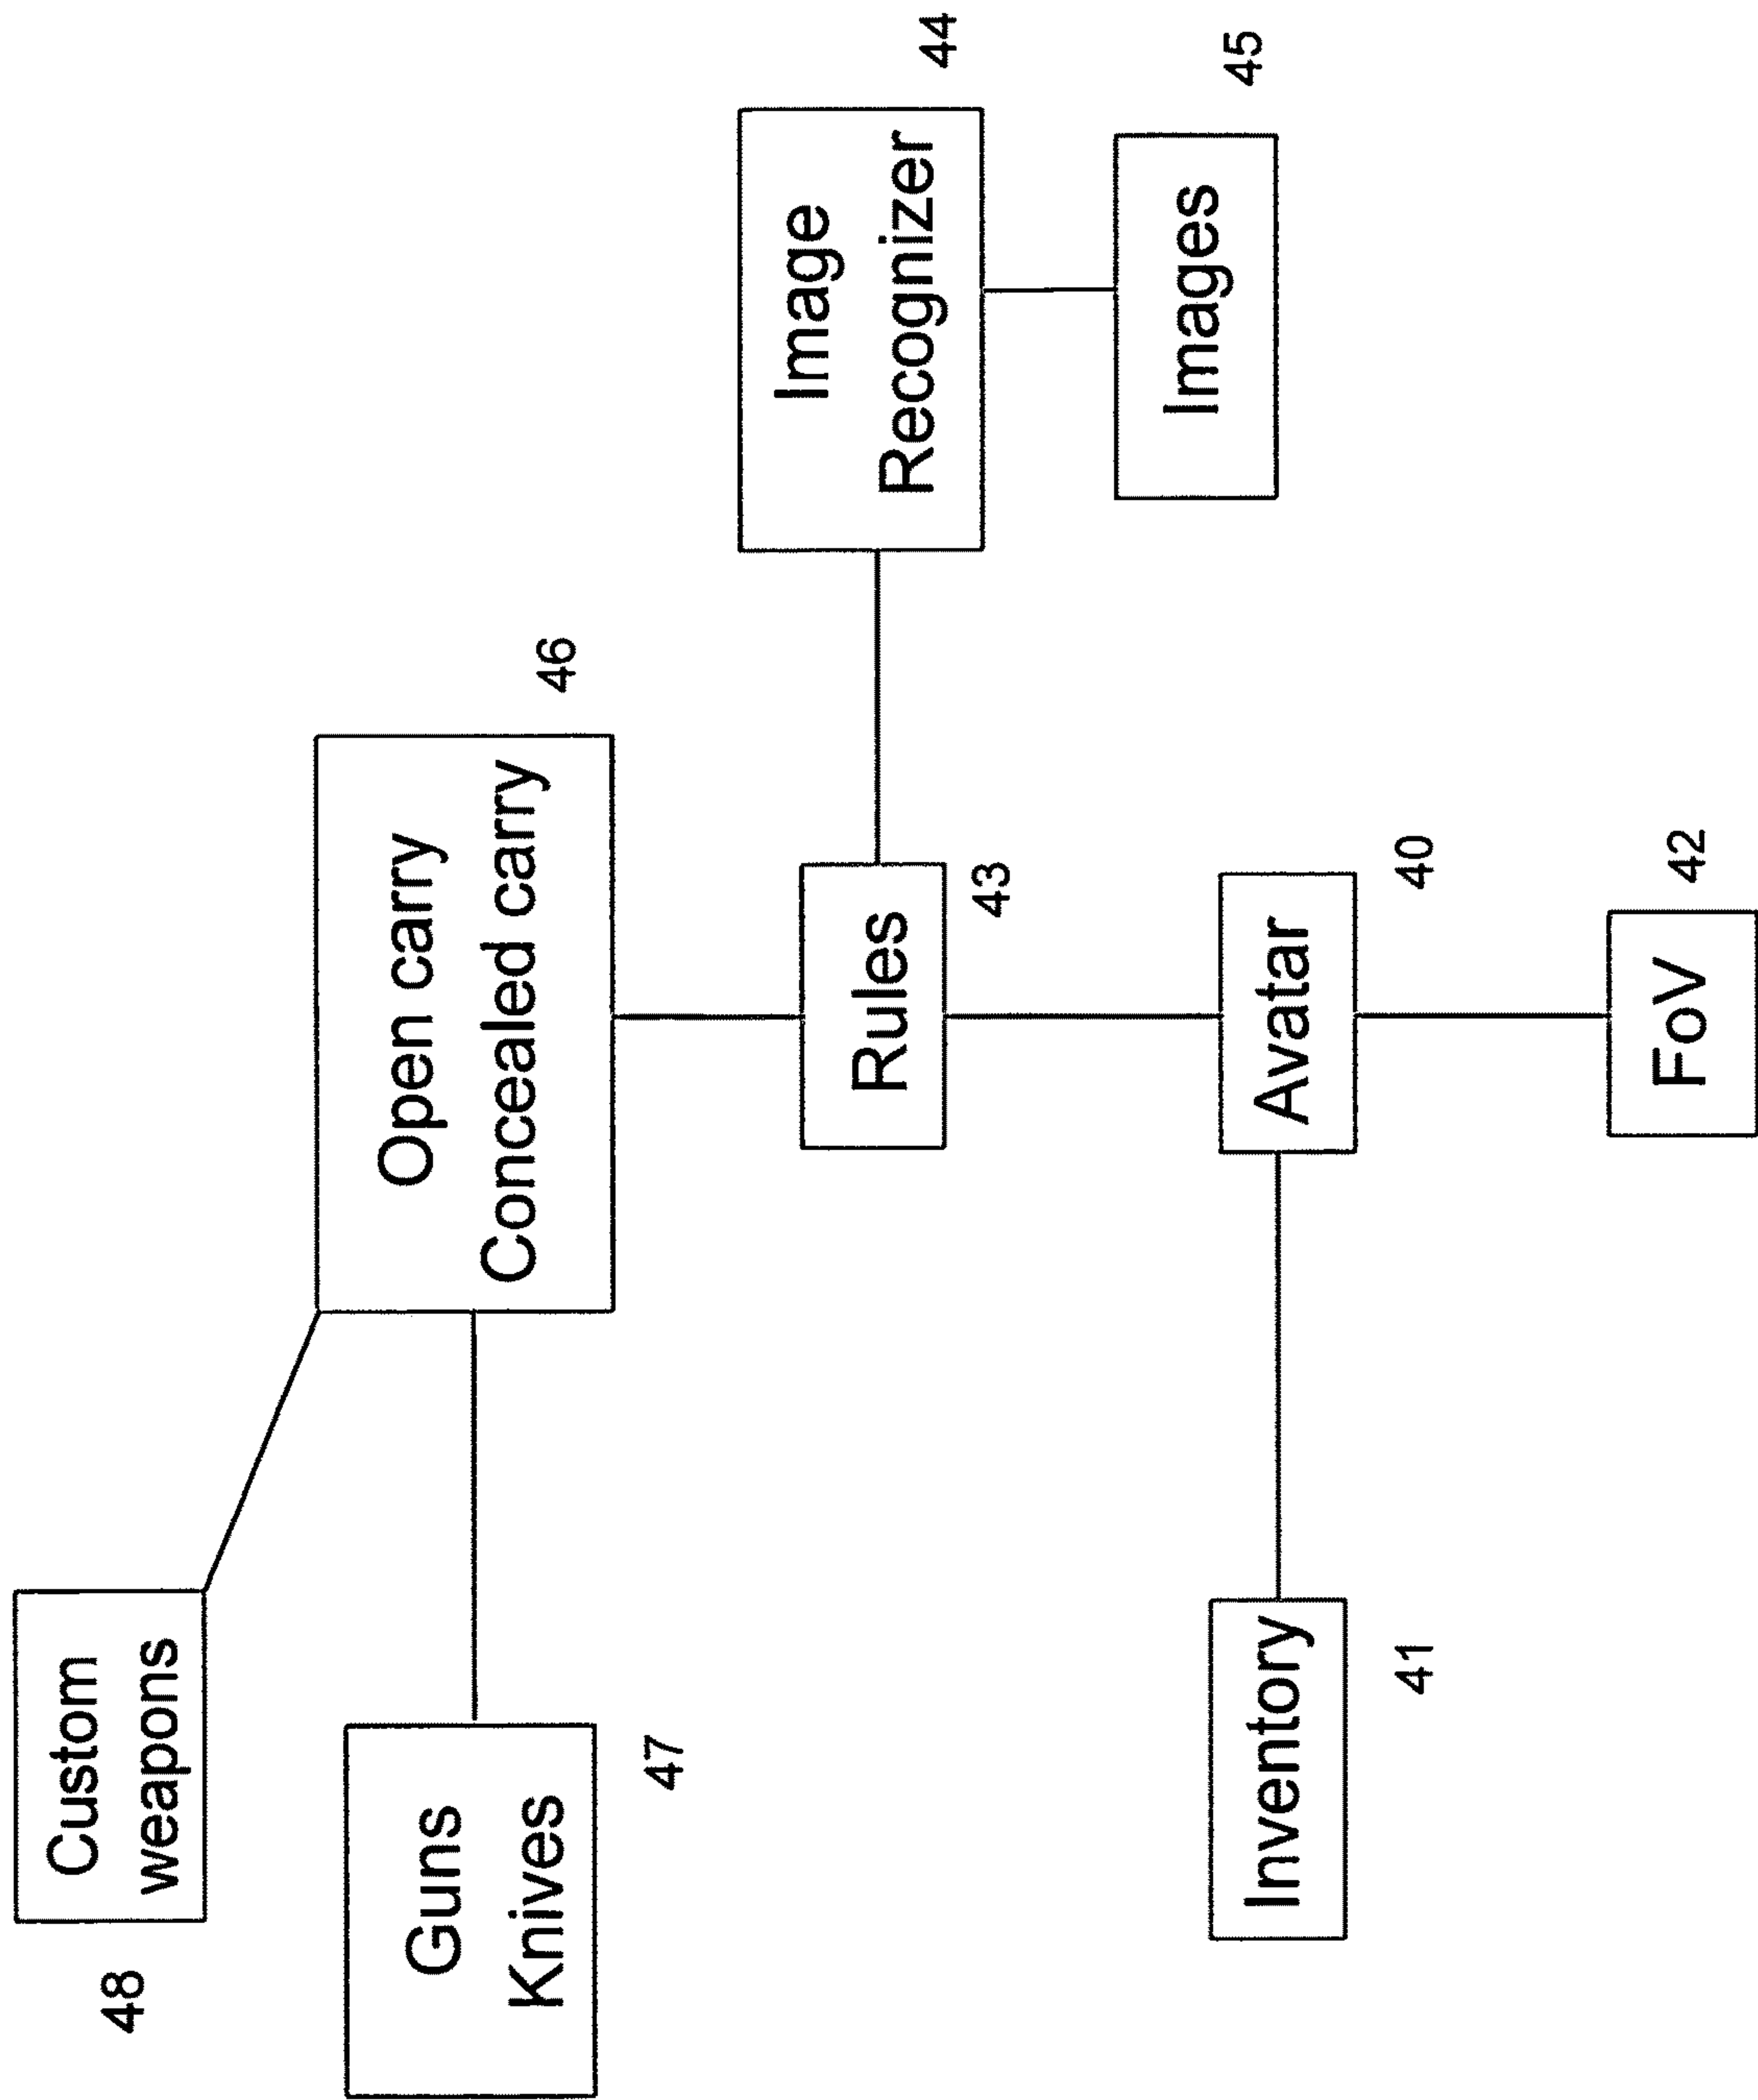 Custom
weapons
48
Open carry
Concealed carry
46
Guns
Knives
47
Image
Recognizer
44
Rules
43
Images
45
Inventory
41
Avatar
40
FoV
42